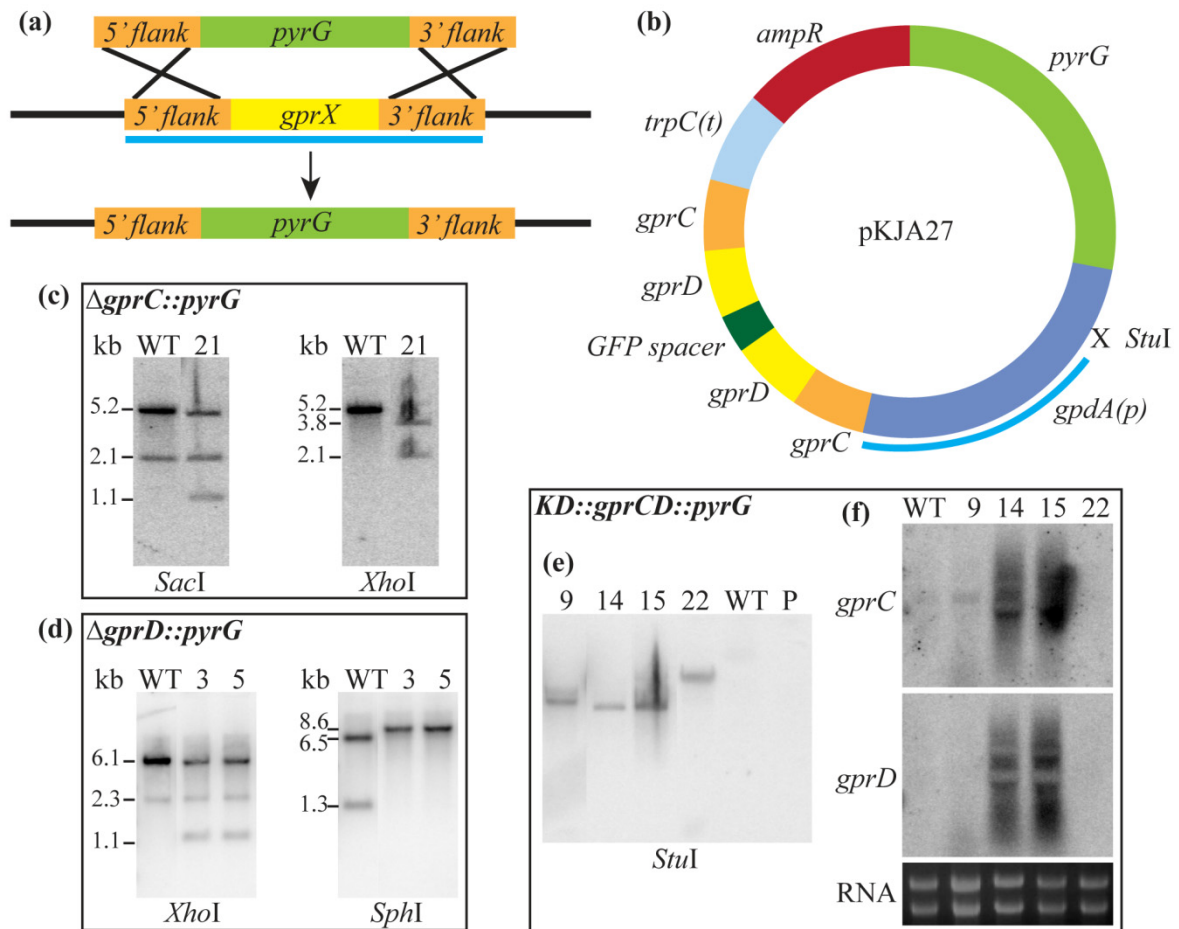 (a)
5' flank pyrG 3' flank
5' flank gprX 3' flank
5' flank pyrG 3' flank
(b)
ampR
pyrG
trpC(t)
gprC
pKJA27
gprD
GFP spacer
gprD
gprC
X StuI
gpdA(p)
(c)
ΔgprC::pyrG
kb WT 21
5.2
2.1
1.1
SacI
WT 21
5.2
3.8
2.1
XhoI
(d)
ΔgprD::pyrG
kb WT 3 5
6.1
2.3
1.1
XhoI
kb WT 3 5
8.6
6.5
1.3
SphI
KD::gprCD::pyrG
(e)
9 14 15 22 WT P
StuI
(f)
WT 9 14 15 22
gprC
gprD
RNA